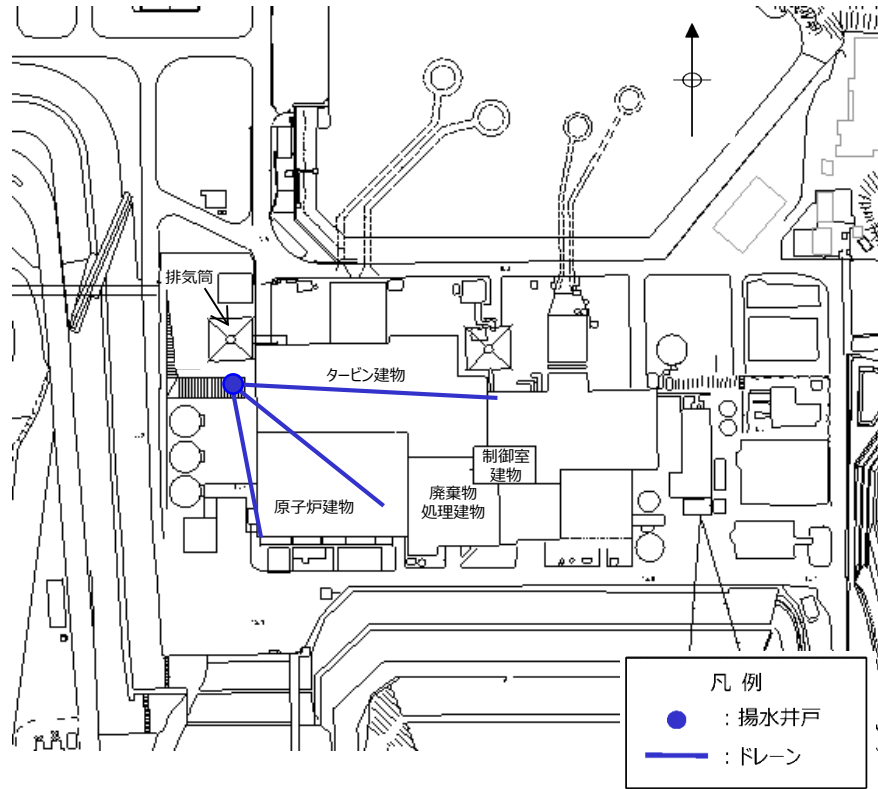 排気筒
タービン建物
制御室
建物
原子炉建物
廃棄物
処理建物
凡 例
：揚水井戸
：ドレーン